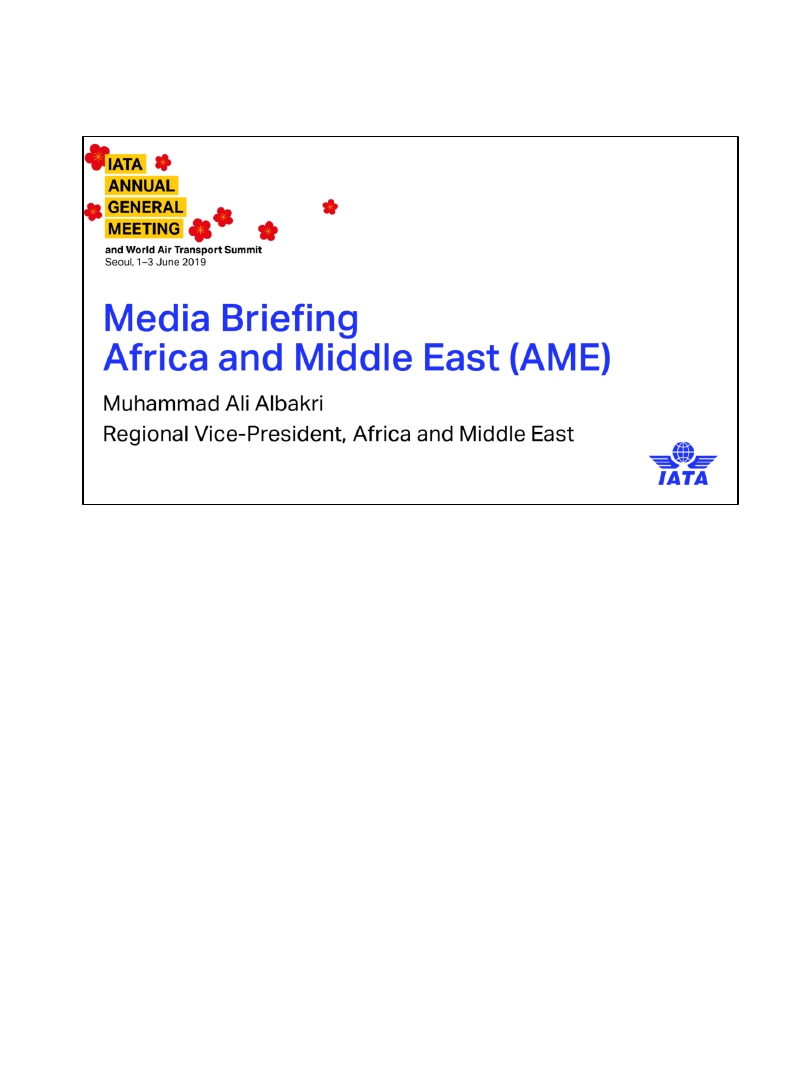 IATA
ANNUAL
GENERAL
MEETING
and World Air Transport Summit
Seoul, 1–3 June 2019
Media Briefing
Africa and Middle East (AME)
Muhammad Ali Albakri
Regional Vice-President, Africa and Middle East
IATA